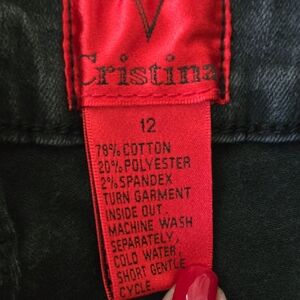 Cristina
12
78% COTTON
20% POLYESTER
2% SPANDEX
TURN GARMENT
INSIDE OUT.
MACHINE WASH
SEPARATELY,
COLD WATER,
SHORT GENTLE
CYCLE.